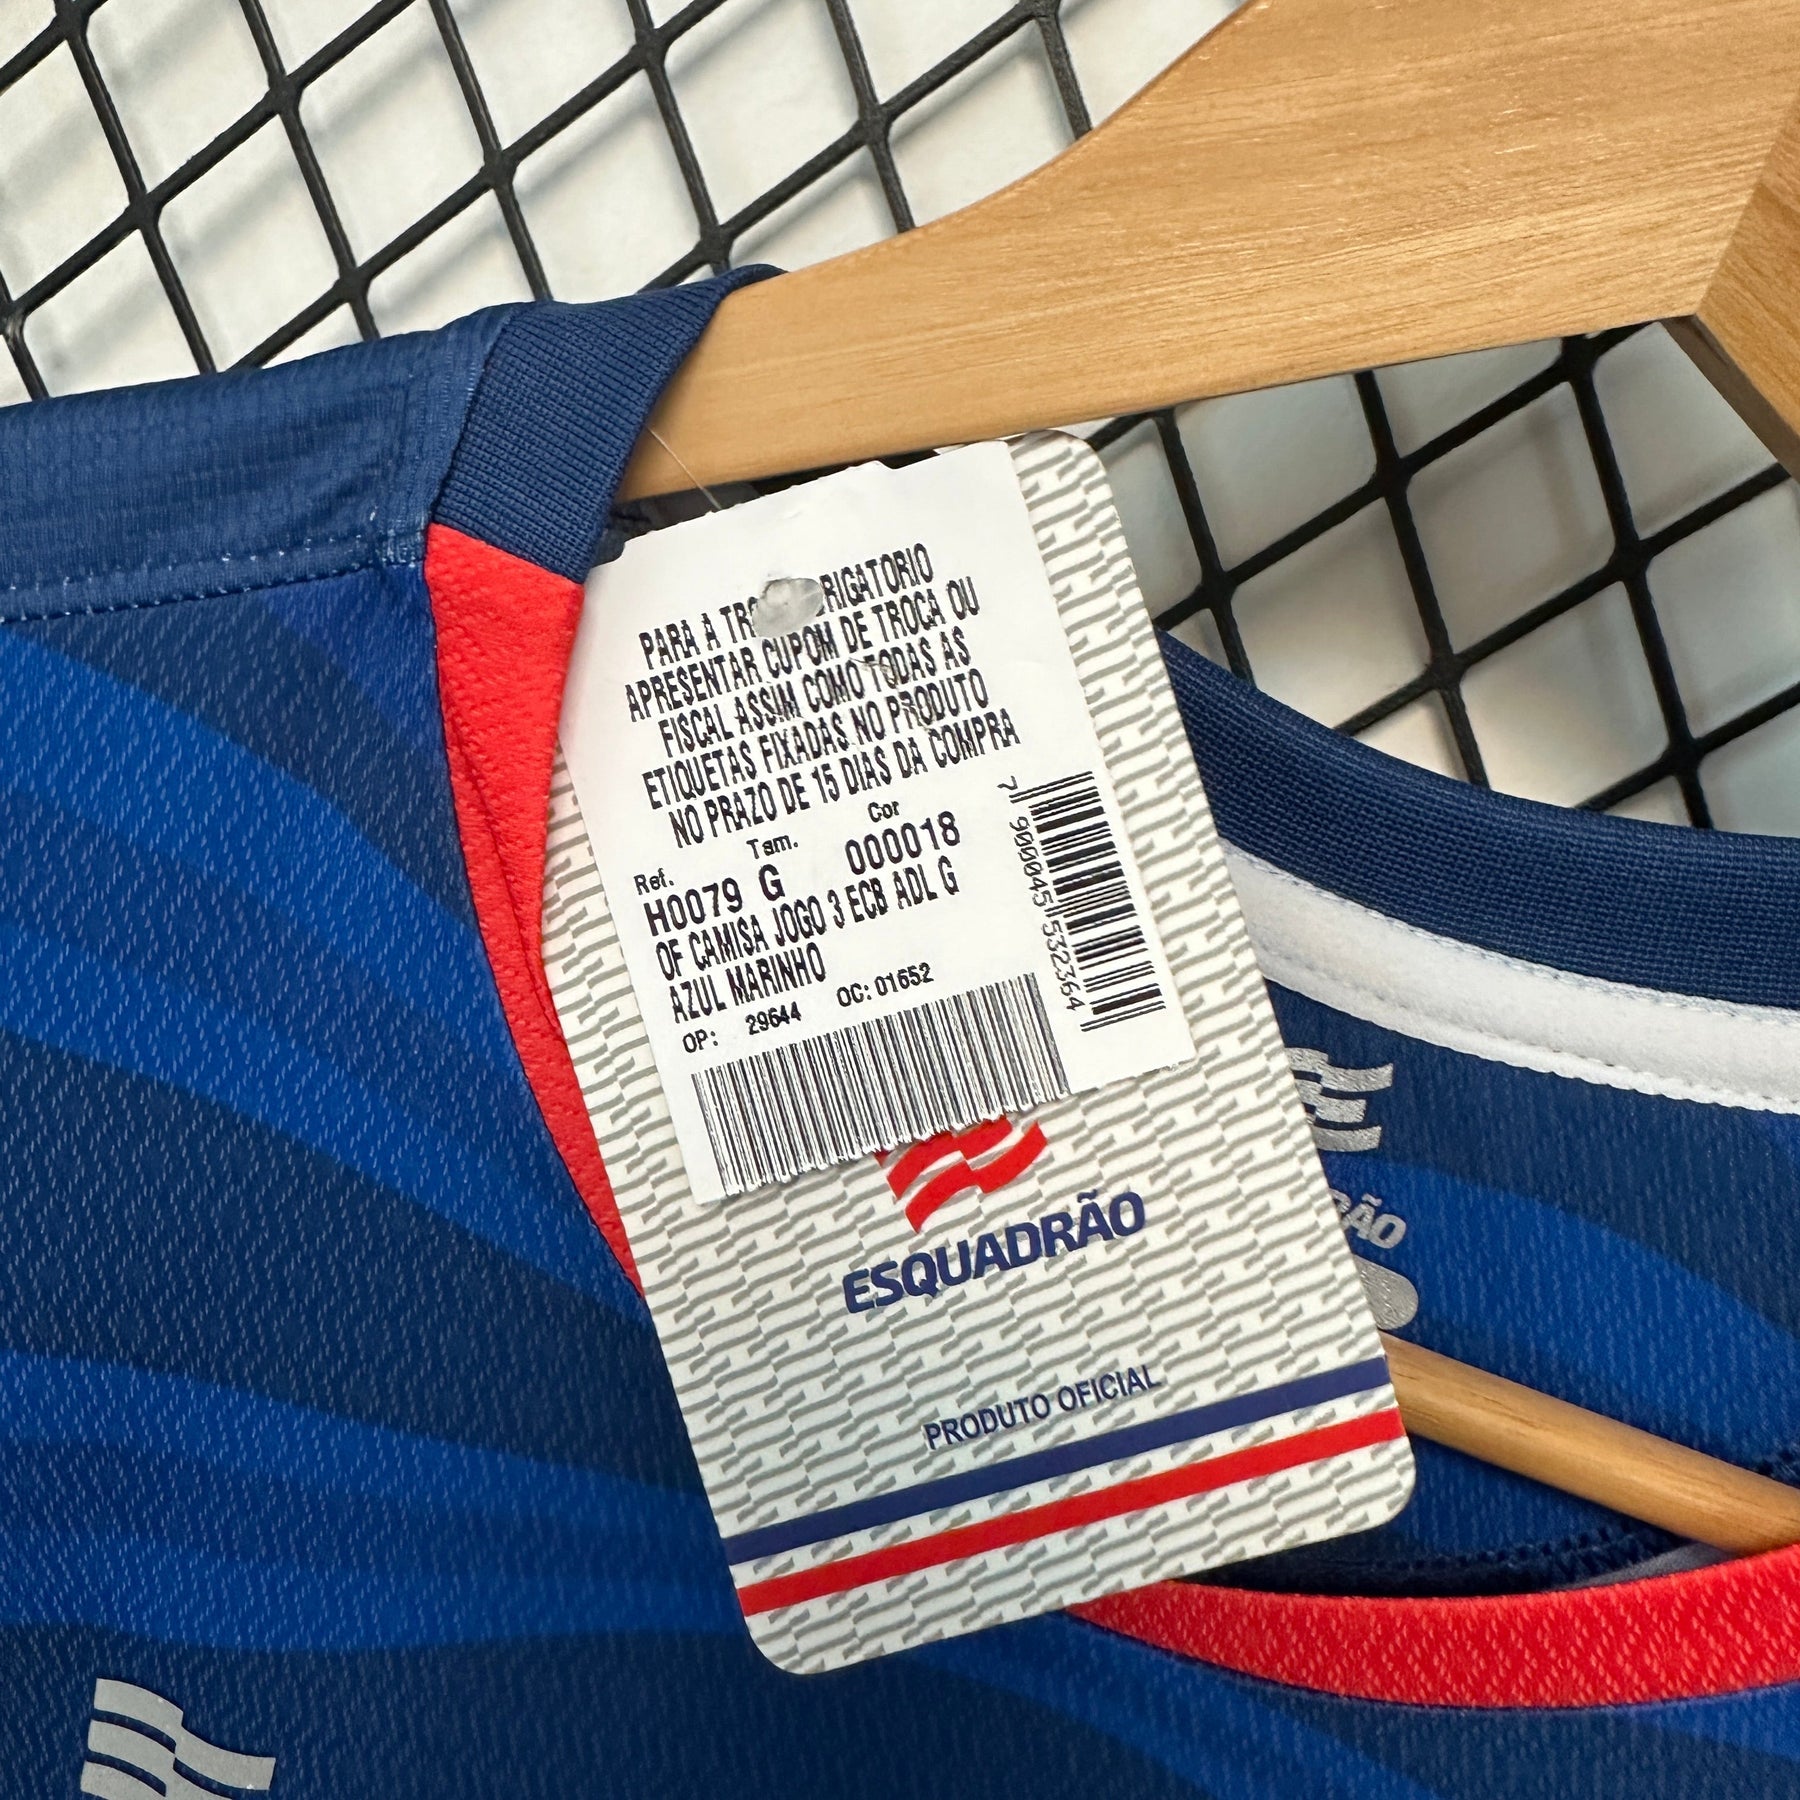 PARA A TR RIGATORIO
APRESENTAR CUPOM DE TROCA OU
FISCAL ASSIM COMO TODAS AS
ETIQUETAS FIXADAS NO PRODUTO
NO PRAZO DE 15 DIAS DA COMPRA
Ref. Tam. Cor
H0079 G 000018
OF CAMISA JOGO 3 ECB ADL G
AZUL MARINHO
OP: 29644 OC: 01652
7 900045 532364
ESQUADRÃO
PRODUTO OFICIAL
RÃO